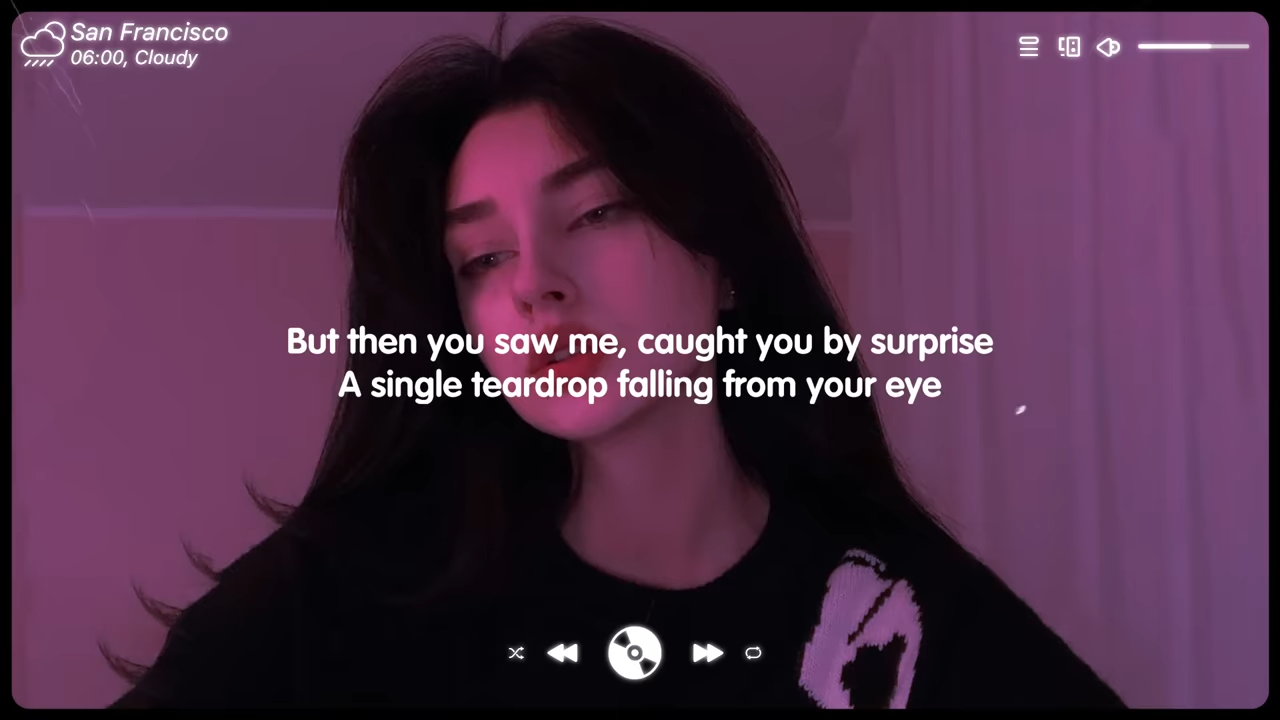 San Francisco
06:00, Cloudy
But then you saw me, caught you by surprise
A single teardrop falling from your eye